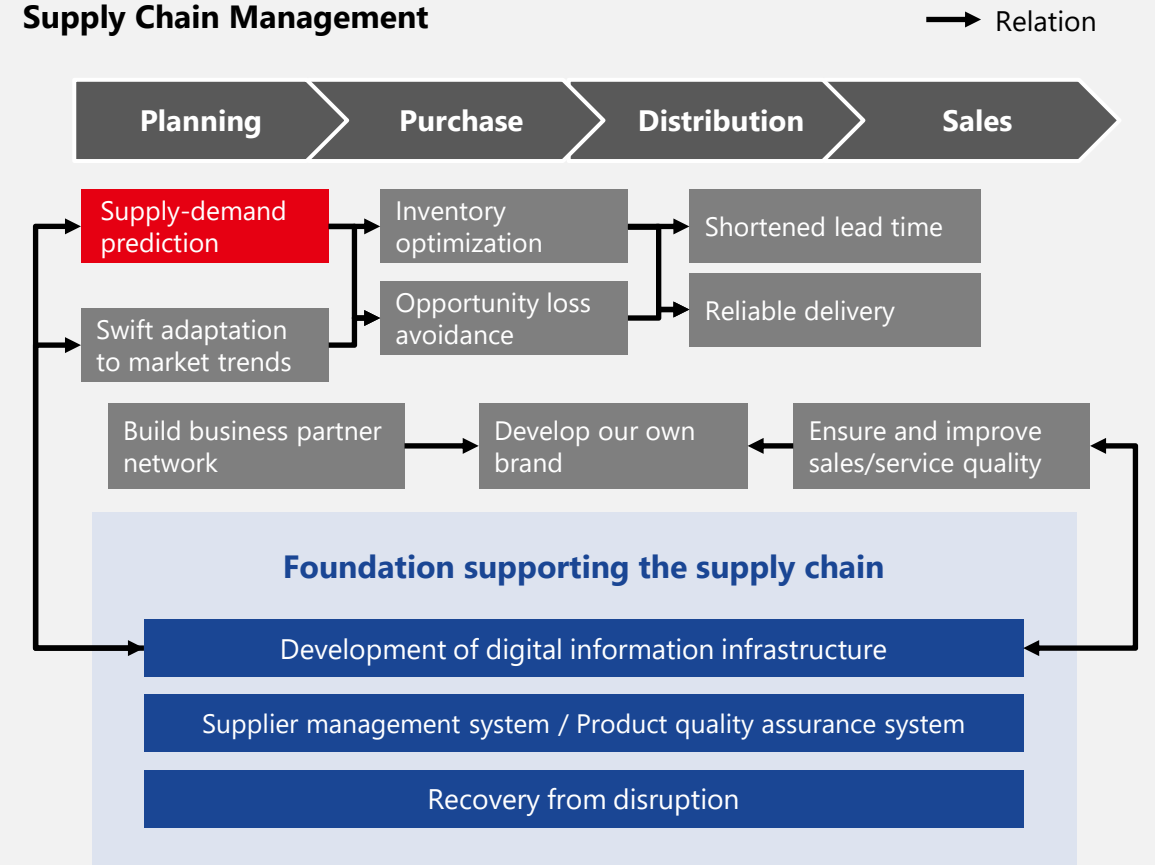 Supply Chain Management
Relation
Planning
Purchase
Distribution
Sales
Supply-demand
prediction
Inventory
optimization
Shortened lead time
Swift adaptation
to market trends
Opportunity loss
avoidance
Reliable delivery
Build business partner
network
Develop our own
brand
Ensure and improve
sales/service quality
Foundation supporting the supply chain
Development of digital information infrastructure
Supplier management system / Product quality assurance system
Recovery from disruption